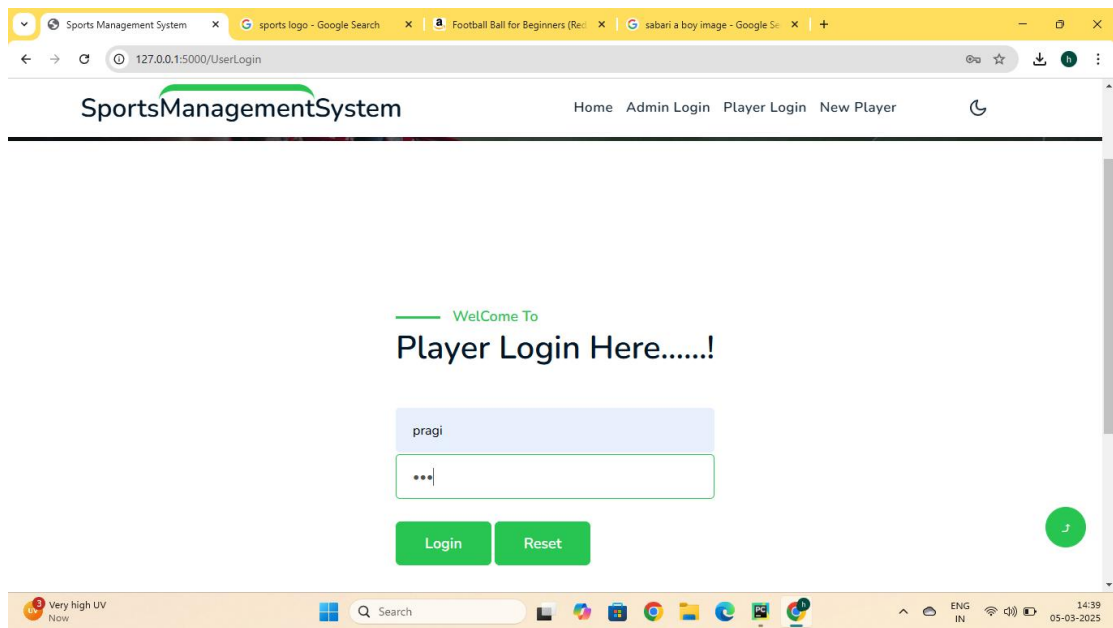 Sports Management System
sports logo - Google Search
Football Ball for Beginners (Red
sabari a boy image - Google Se
127.0.0.1:5000/UserLogin
h
SportsManagementSystem
Home Admin Login Player Login New Player
WelCome To
Player Login Here......!
pragi
•••
Login Reset
3 Very high UV
Now
Search
ENG
IN
14:39
05-03-2025